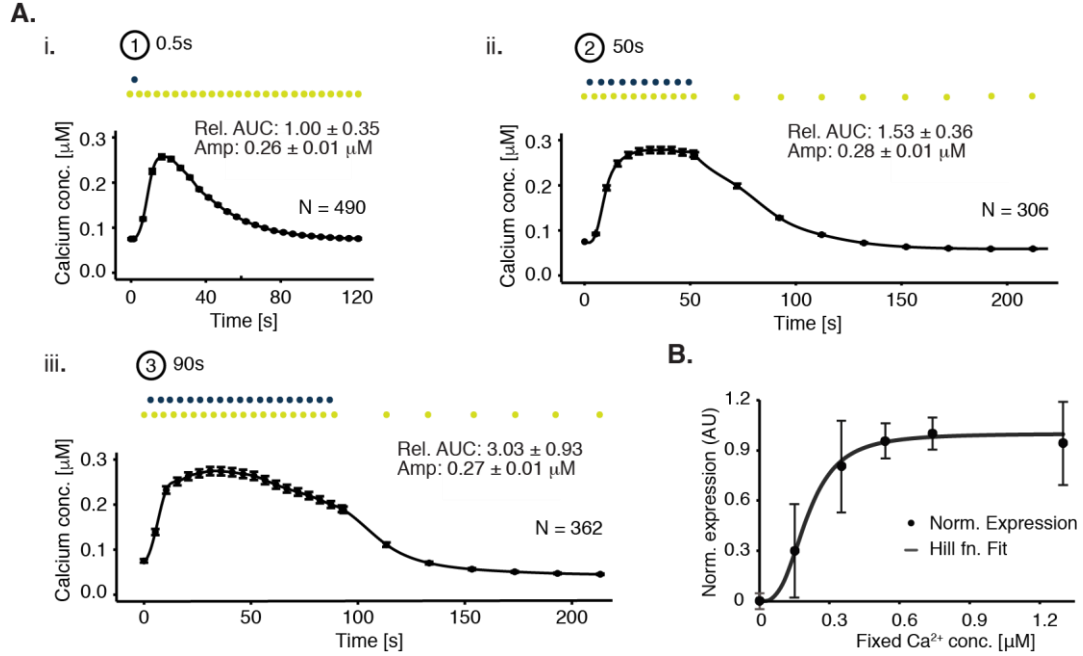 A.
i.
1 0.5s
Rel. AUC: 1.00 ± 0.35
Amp: 0.26 ± 0.01 μM
N = 490
Calcium conc. [μM]
0.3
0.2
0.1
0.0
0 40 80 120
Time [s]
ii.
2 50s
Rel. AUC: 1.53 ± 0.36
Amp: 0.28 ± 0.01 μM
N = 306
Calcium conc. [μM]
0.3
0.2
0.1
0.0
0 50 100 150 200
Time [s]
iii.
3 90s
Rel. AUC: 3.03 ± 0.93
Amp: 0.27 ± 0.01 μM
N = 362
Calcium conc. [μM]
0.3
0.2
0.1
0.0
0 50 100 150 200
Time [s]
B.
Norm. expression (AU)
1.2
0.9
0.6
0.3
0
Norm. Expression
Hill fn. Fit
0 0.3 0.6 0.9 1.2
Fixed Ca²⁺ conc. [μM]